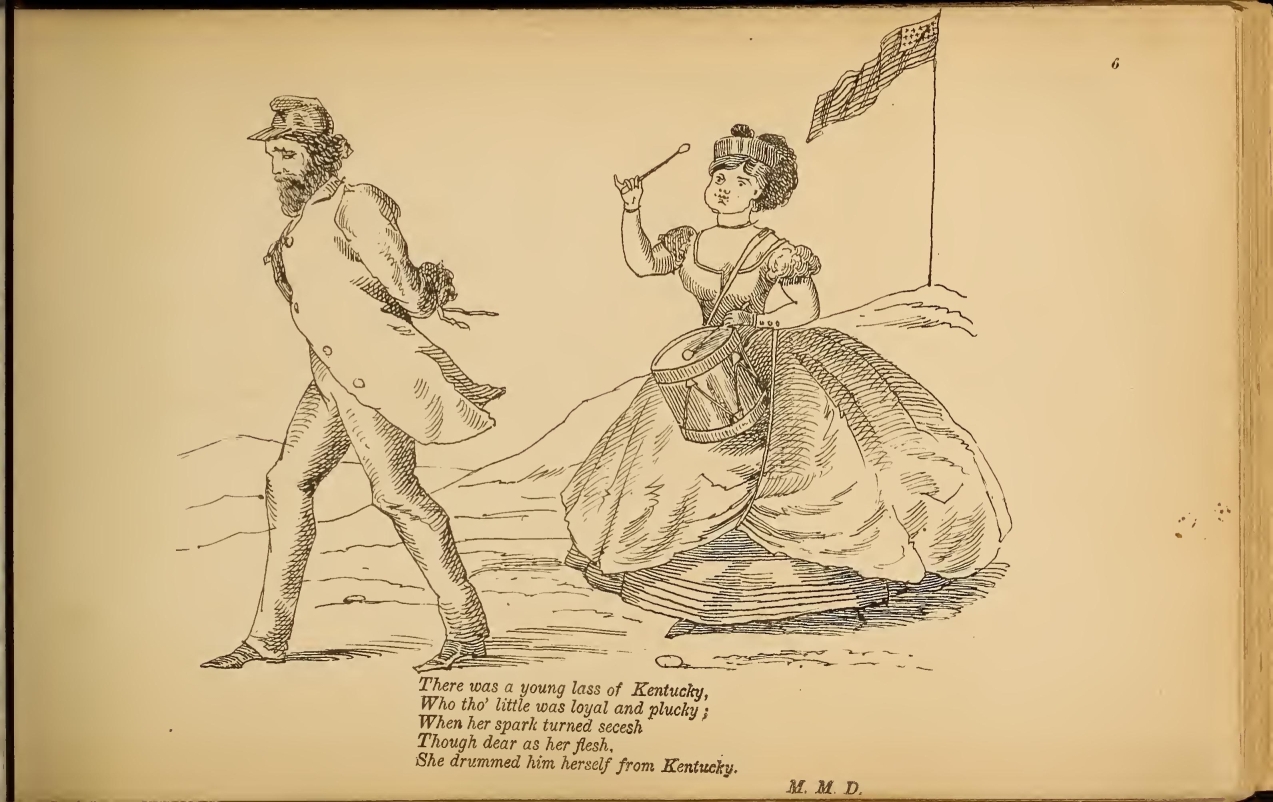 6
There was a young lass of Kentucky,
Who tho' little was loyal and plucky;
When her spark turned secesh
Though dear as her flesh,
She drummed him herself from Kentucky.
M. M. D.